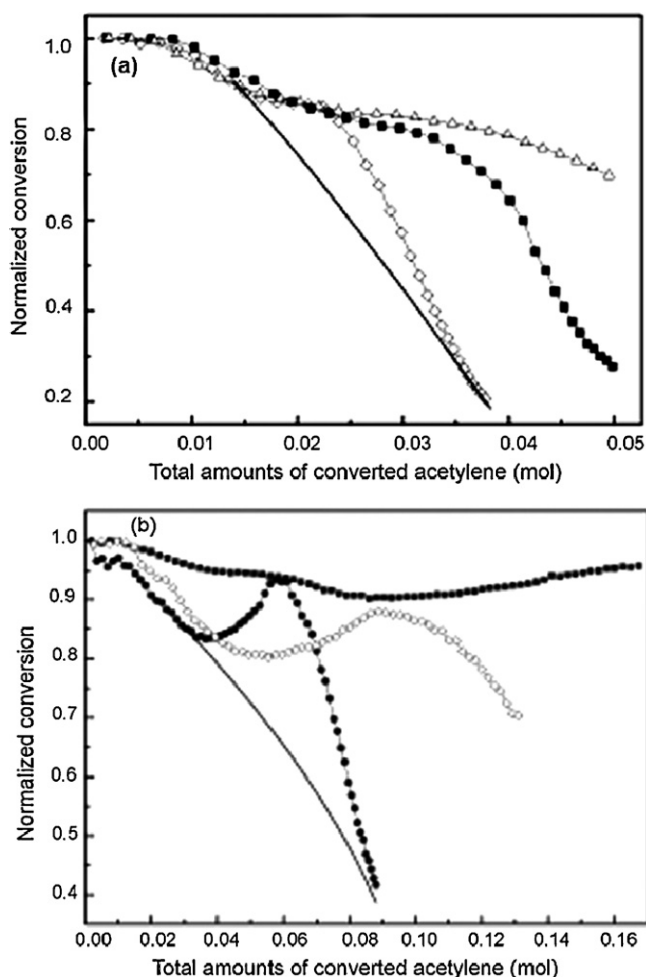 1.0
(a)
0.8
0.6
0.4
0.2
Normalized conversion
0.00 0.01 0.02 0.03 0.04 0.05
Total amounts of converted acetylene (mol)
1.0
(b)
0.9
0.8
0.7
0.6
0.5
0.4
Normalized conversion
0.00 0.02 0.04 0.06 0.08 0.10 0.12 0.14 0.16
Total amounts of converted acetylene (mol)